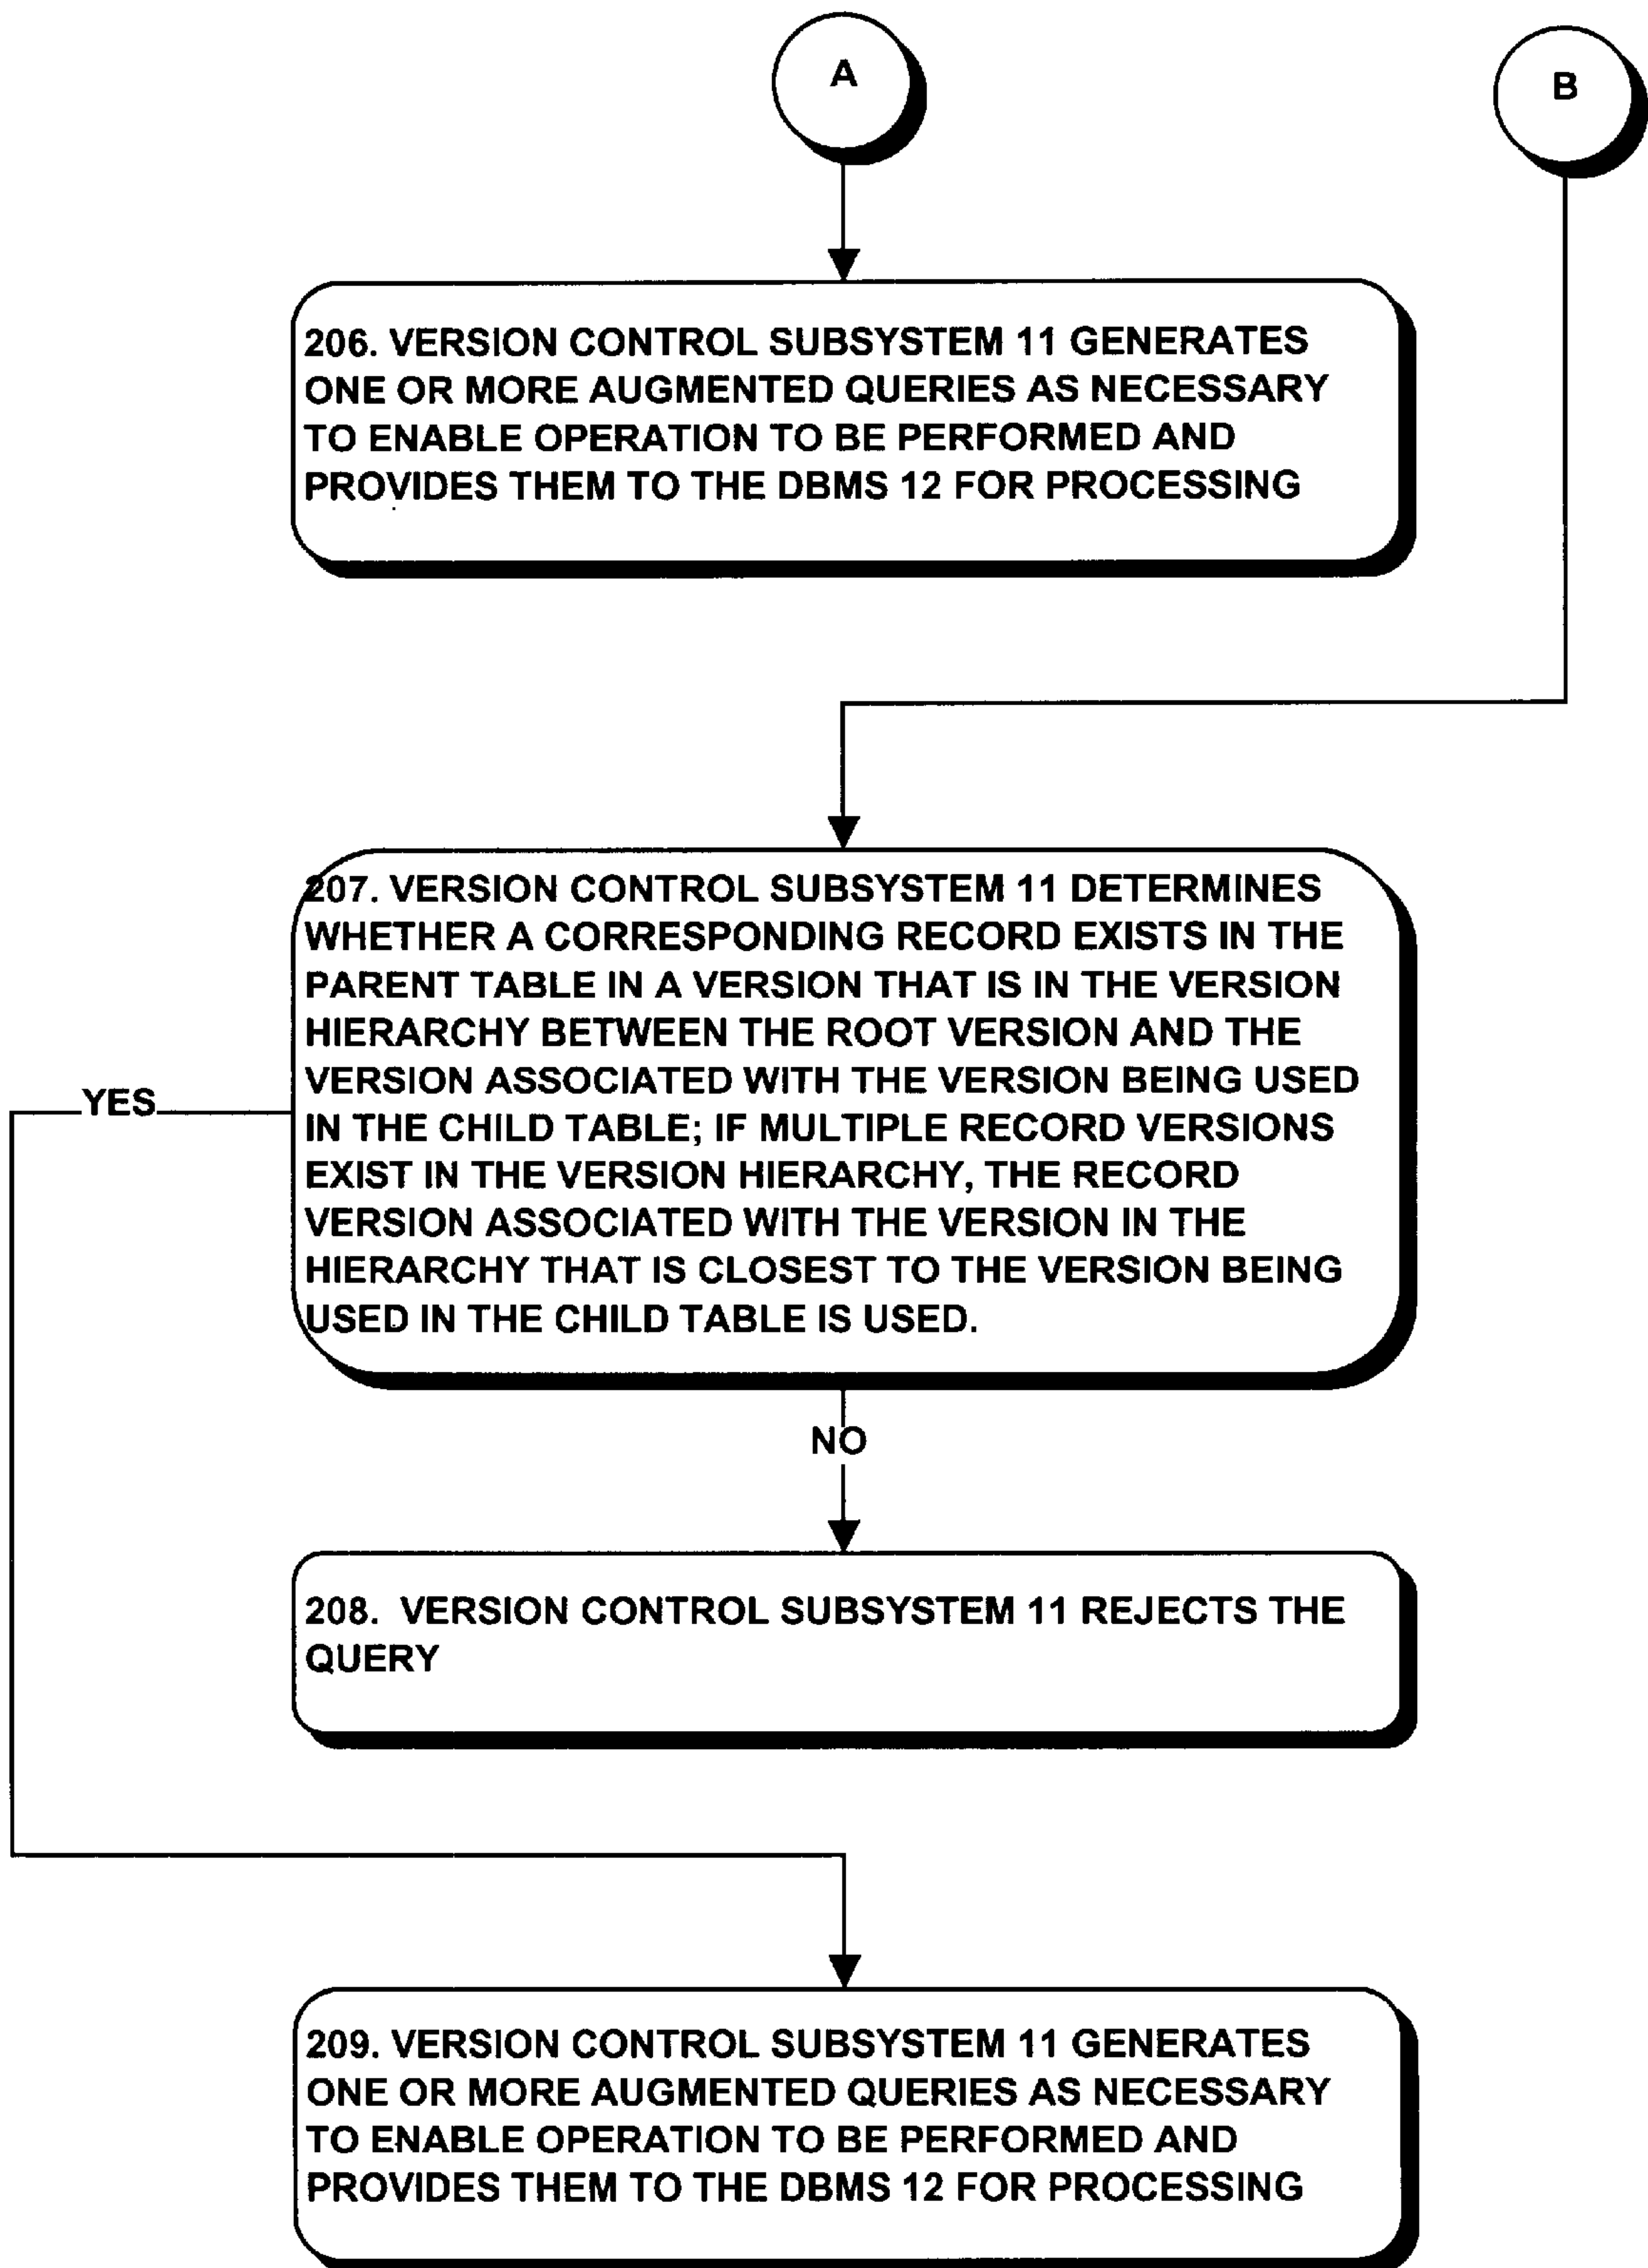 A
B
206. VERSION CONTROL SUBSYSTEM 11 GENERATES
ONE OR MORE AUGMENTED QUERIES AS NECESSARY
TO ENABLE OPERATION TO BE PERFORMED AND
PROVIDES THEM TO THE DBMS 12 FOR PROCESSING
207. VERSION CONTROL SUBSYSTEM 11 DETERMINES
WHETHER A CORRESPONDING RECORD EXISTS IN THE
PARENT TABLE IN A VERSION THAT IS IN THE VERSION
HIERARCHY BETWEEN THE ROOT VERSION AND THE
VERSION ASSOCIATED WITH THE VERSION BEING USED
IN THE CHILD TABLE; IF MULTIPLE RECORD VERSIONS
EXIST IN THE VERSION HIERARCHY, THE RECORD
VERSION ASSOCIATED WITH THE VERSION IN THE
HIERARCHY THAT IS CLOSEST TO THE VERSION BEING
USED IN THE CHILD TABLE IS USED.
YES
NO
208. VERSION CONTROL SUBSYSTEM 11 REJECTS THE
QUERY
209. VERSION CONTROL SUBSYSTEM 11 GENERATES
ONE OR MORE AUGMENTED QUERIES AS NECESSARY
TO ENABLE OPERATION TO BE PERFORMED AND
PROVIDES THEM TO THE DBMS 12 FOR PROCESSING